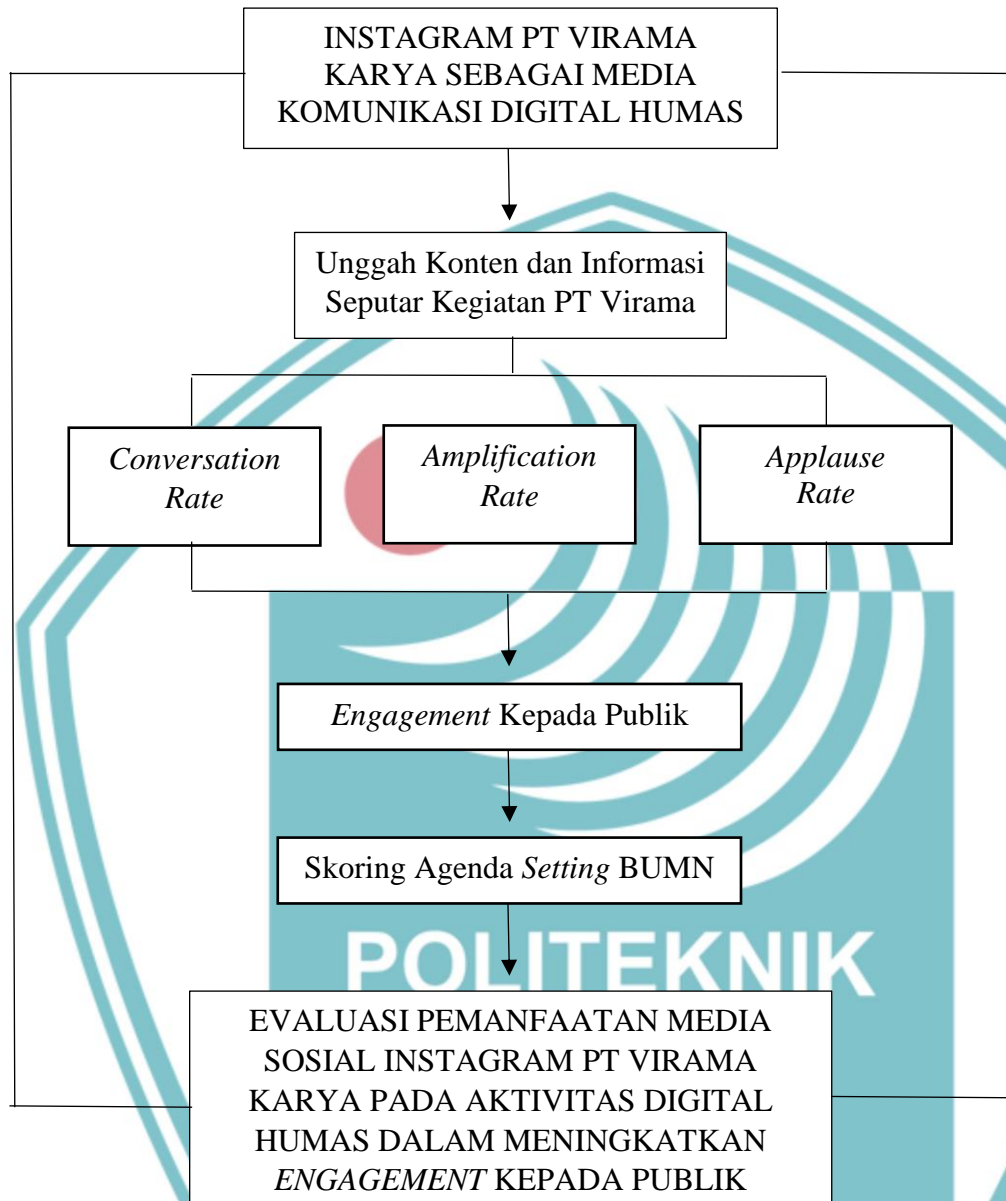 INSTAGRAM PT VIRAMA
KARYA SEBAGAI MEDIA
KOMUNIKASI DIGITAL HUMAS
Unggah Konten dan Informasi
Seputar Kegiatan PT Virama
Conversation
Rate
Amplification
Rate
Applause
Rate
Engagement Kepada Publik
Skoring Agenda Setting BUMN
POLITEKNIK
EVALUASI PEMANFAATAN MEDIA
SOSIAL INSTAGRAM PT VIRAMA
KARYA PADA AKTIVITAS DIGITAL
HUMAS DALAM MENINGKATKAN
ENGAGEMENT KEPADA PUBLIK